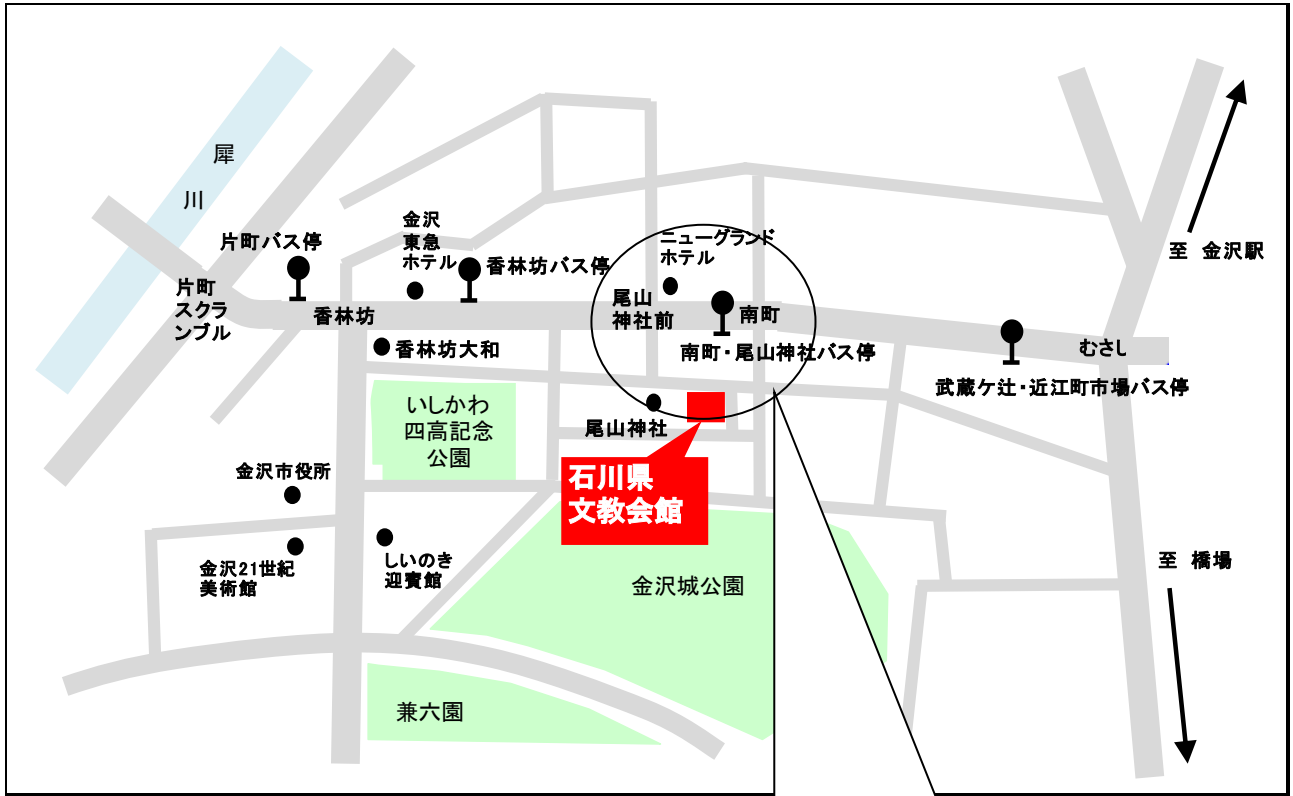 犀
川
片町バス停
金沢
東急
ホテル
香林坊バス停
ニューグランド
ホテル
至 金沢駅
片町
スクラ
ンブル
香林坊
尾山
神社前
南町
香林坊大和
南町・尾山神社バス停
むさし
武蔵ケ辻・近江町市場バス停
いしかわ
四高記念
公園
尾山神社
金沢市役所
石川県
文教会館
金沢21世紀
美術館
しいのき
迎賓館
金沢城公園
至 橋場
兼六園